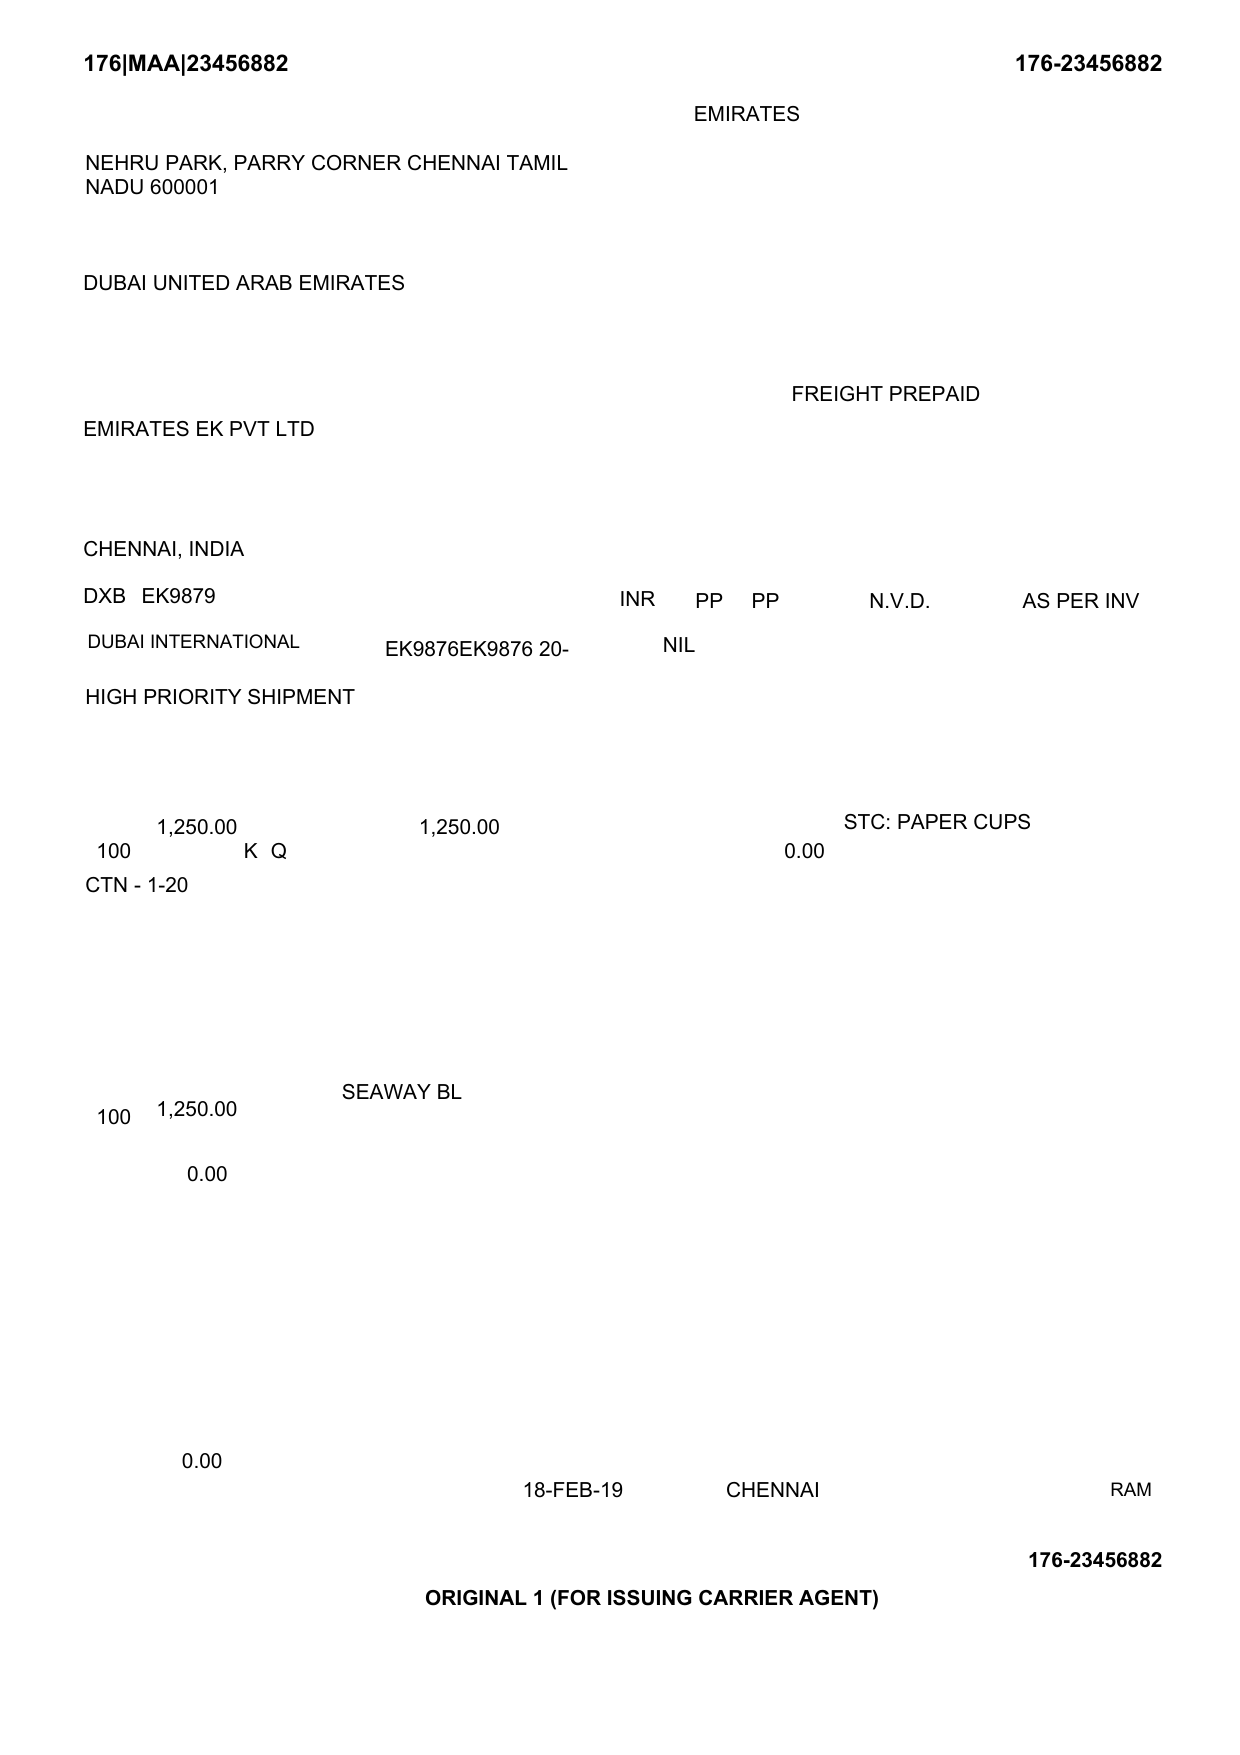 176|MAA|23456882 176-23456882
EMIRATES
NEHRU PARK, PARRY CORNER CHENNAI TAMIL
NADU 600001
DUBAI UNITED ARAB EMIRATES
FREIGHT PREPAID
EMIRATES EK PVT LTD
CHENNAI, INDIA
DXB EK9879 INR PP PP N.V.D. AS PER INV
DUBAI INTERNATIONAL EK9876EK9876 20- NIL
HIGH PRIORITY SHIPMENT
1,250.00 1,250.00 STC: PAPER CUPS
100 K Q 0.00
CTN - 1-20
SEAWAY BL
100 1,250.00
0.00
0.00
18-FEB-19 CHENNAI RAM
176-23456882
ORIGINAL 1 (FOR ISSUING CARRIER AGENT)